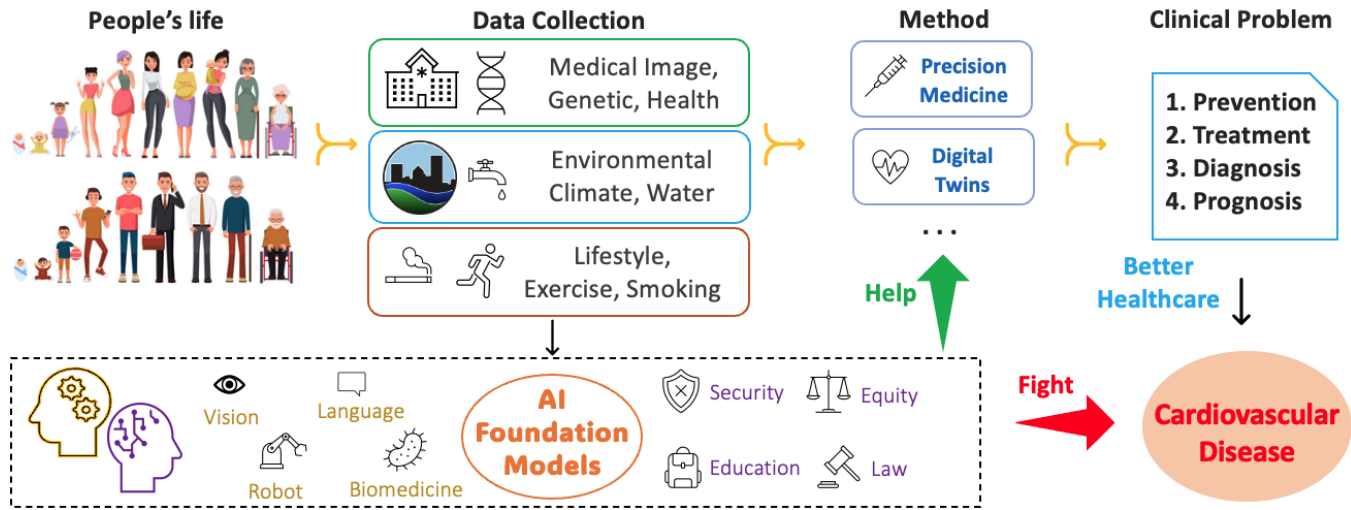 People's life
Data Collection
Method
Clinical Problem
Medical Image,
Genetic, Health
Environmental
Climate, Water
Lifestyle,
Exercise, Smoking
Precision
Medicine
Digital
Twins
...
1. Prevention
2. Treatment
3. Diagnosis
4. Prognosis
Help
Better
Healthcare
Vision
Language
Robot
Biomedicine
AI
Foundation
Models
Security
Equity
Education
Law
Fight
Cardiovascular
Disease